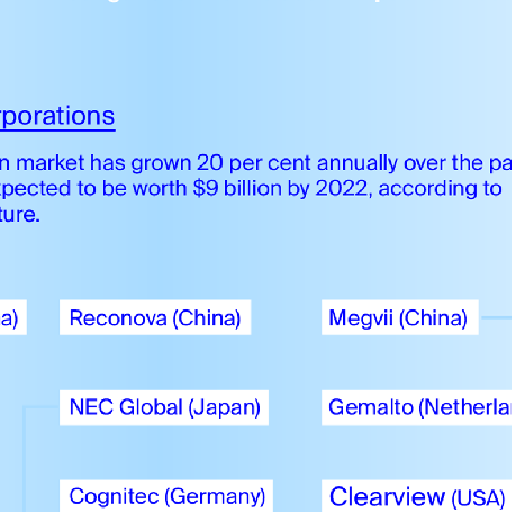 rporations
n market has grown 20 per cent annually over the pa
pected to be worth $9 billion by 2022, according to
ture.
a) Reconova (China) Megvii (China)
NEC Global (Japan) Gemalto (Netherla
Cognitec (Germany) Clearview (USA)